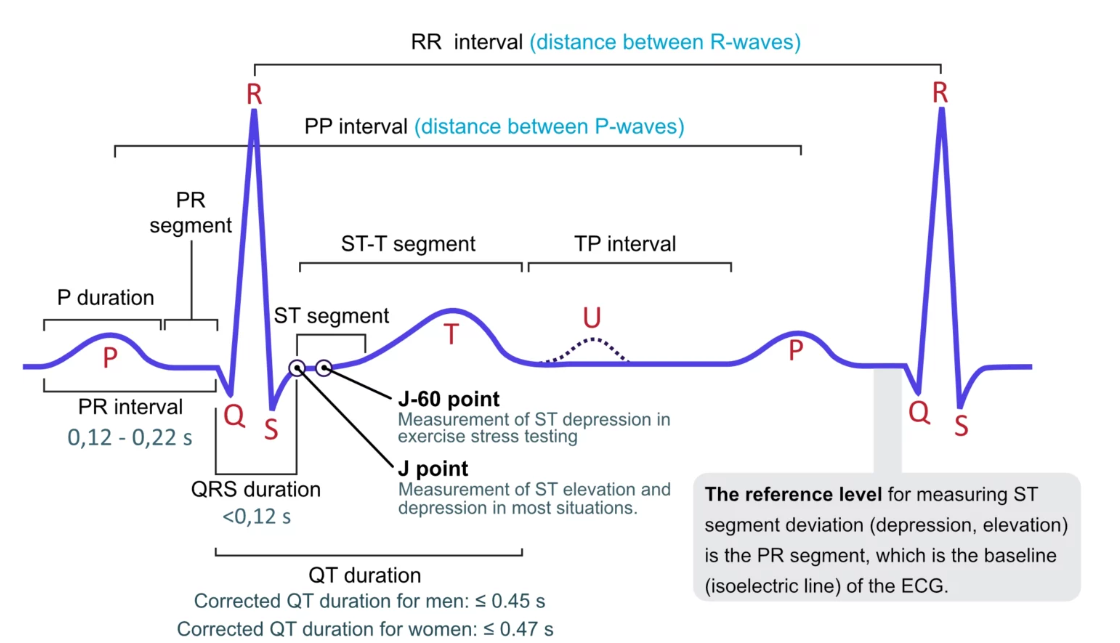 RR interval (distance between R-waves)
R
R
PP interval (distance between P-waves)
PR
segment
ST-T segment
TP interval
P duration
ST segment
U
T
P
P
PR interval
0,12 - 0,22 s
Q
S
Q
S
J-60 point
Measurement of ST depression in
exercise stress testing
J point
Measurement of ST elevation and
depression in most situations.
QRS duration
<0,12 s
The reference level for measuring ST
segment deviation (depression, elevation)
is the PR segment, which is the baseline
(isoelectric line) of the ECG.
QT duration
Corrected QT duration for men: ≤ 0.45 s
Corrected QT duration for women: ≤ 0.47 s